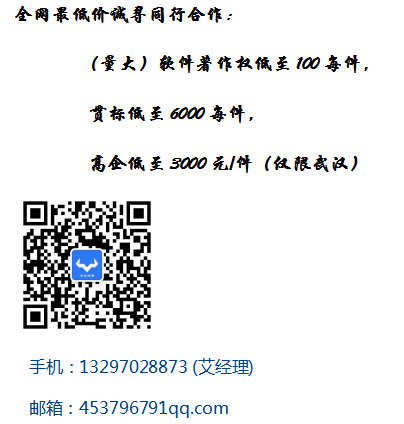 全网最低价诚寻同行合作：
（量大）软件著作权低至100每件，
贯标低至6000每件，
高企低至3000元/件（仅限武汉）
手机：13297028873 (艾经理)
邮箱：453796791qq.com